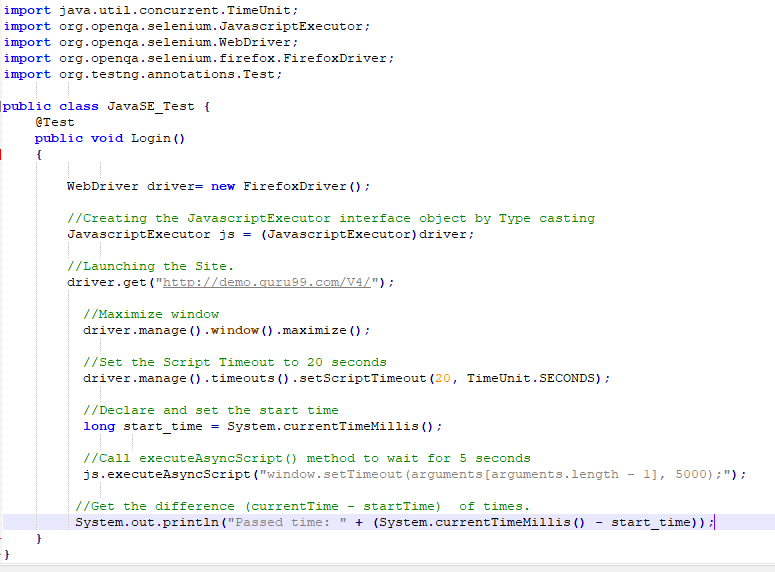 import java.util.concurrent.TimeUnit;
import org.openqa.selenium.JavascriptExecutor;
import org.openqa.selenium.WebDriver;
import org.openqa.selenium.firefox.FirefoxDriver;
import org.testng.annotations.Test;
public class JavaSE_Test {
@Test
public void Login()
{
WebDriver driver= new FirefoxDriver();
//Creating the JavascriptExecutor interface object by Type casting
JavascriptExecutor js = (JavascriptExecutor)driver;
//Launching the Site.
driver.get("http://demo.guru99.com/V4/");
//Maximize window
driver.manage().window().maximize();
//Set the Script Timeout to 20 seconds
driver.manage().timeouts().setScriptTimeout(20, TimeUnit.SECONDS);
//Declare and set the start time
long start_time = System.currentTimeMillis();
//Call executeAsyncScript() method to wait for 5 seconds
js.executeAsyncScript("window.setTimeout(arguments[arguments.length - 1], 5000);");
//Get the difference (currentTime - startTime)  of times.
System.out.println("Passed time: " + (System.currentTimeMillis() - start_time));
}
}